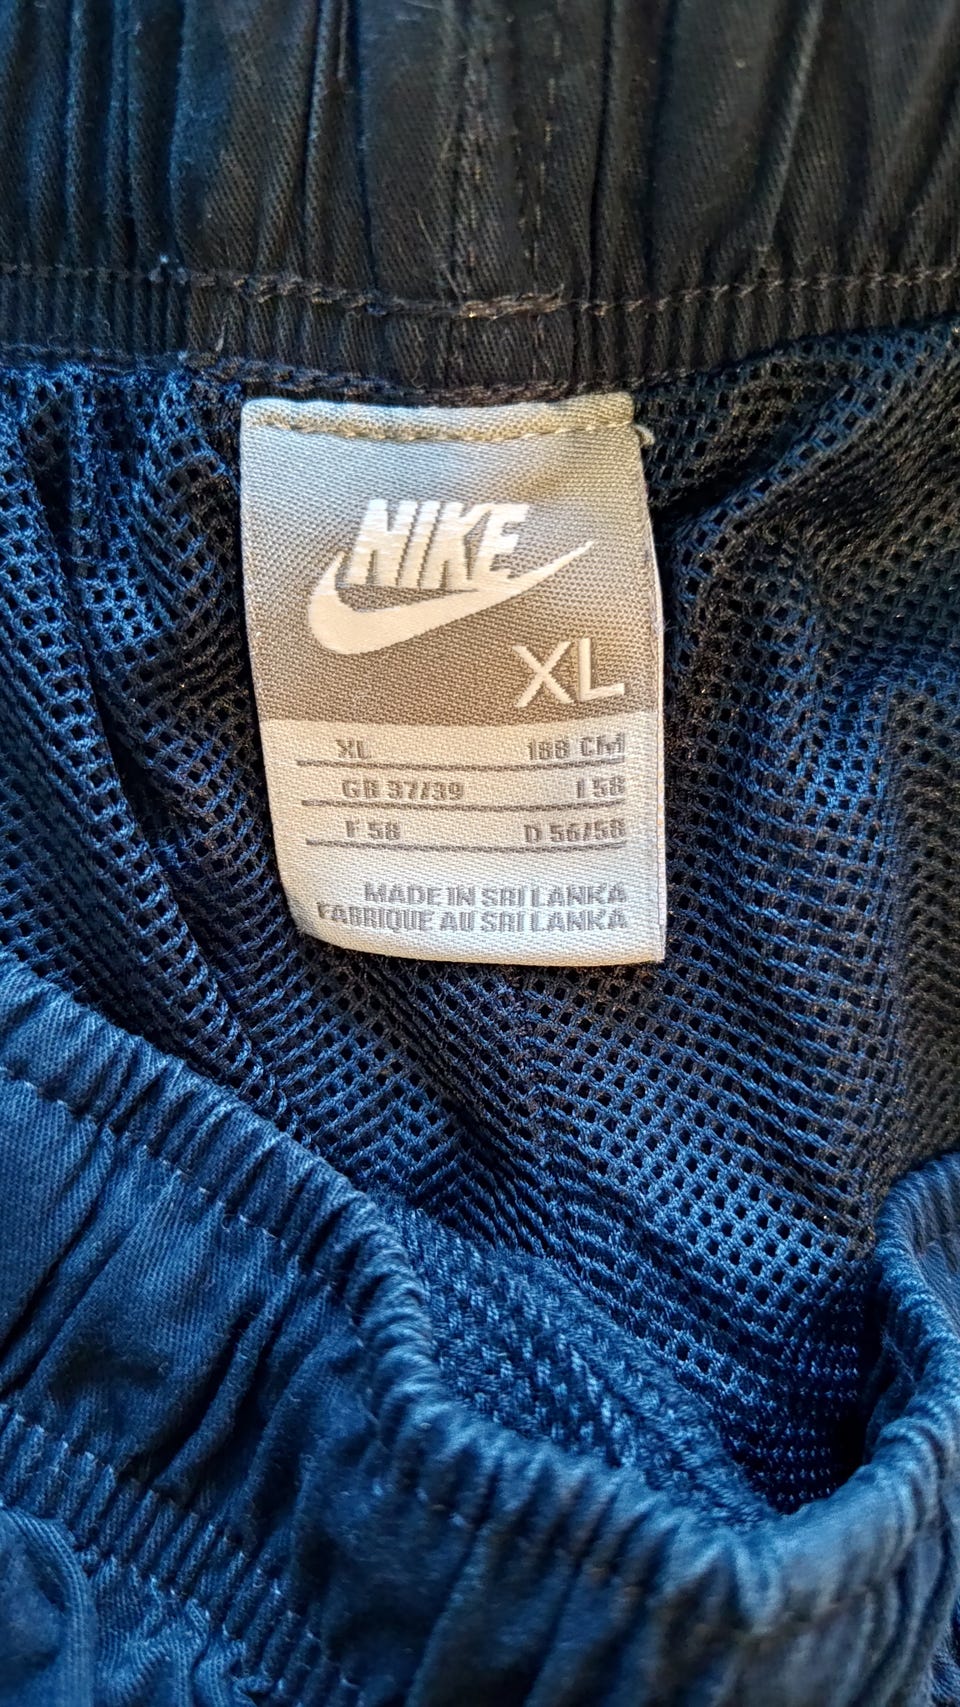 NIKE
XL
XL 188 CM
GB 37/39 I 58
F 58 D 56/58
MADE IN SRI LANKA
FABRIQUE AU SRI LANKA